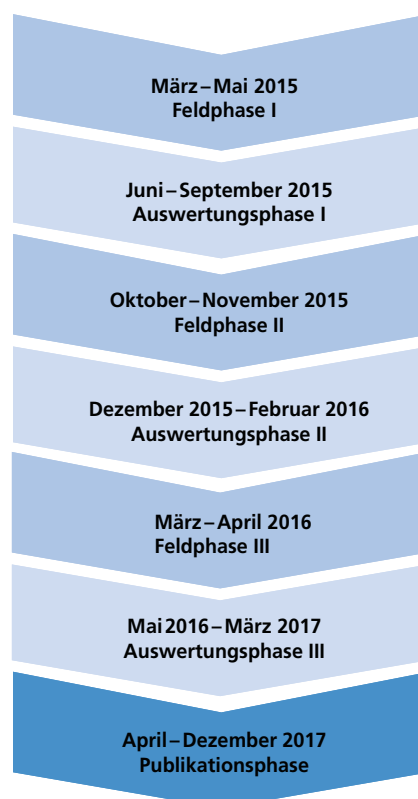 März–Mai 2015
Feldphase I
Juni–September 2015
Auswertungsphase I
Oktober–November 2015
Feldphase II
Dezember 2015–Februar 2016
Auswertungsphase II
März–April 2016
Feldphase III
Mai 2016–März 2017
Auswertungsphase III
April–Dezember 2017
Publikationsphase